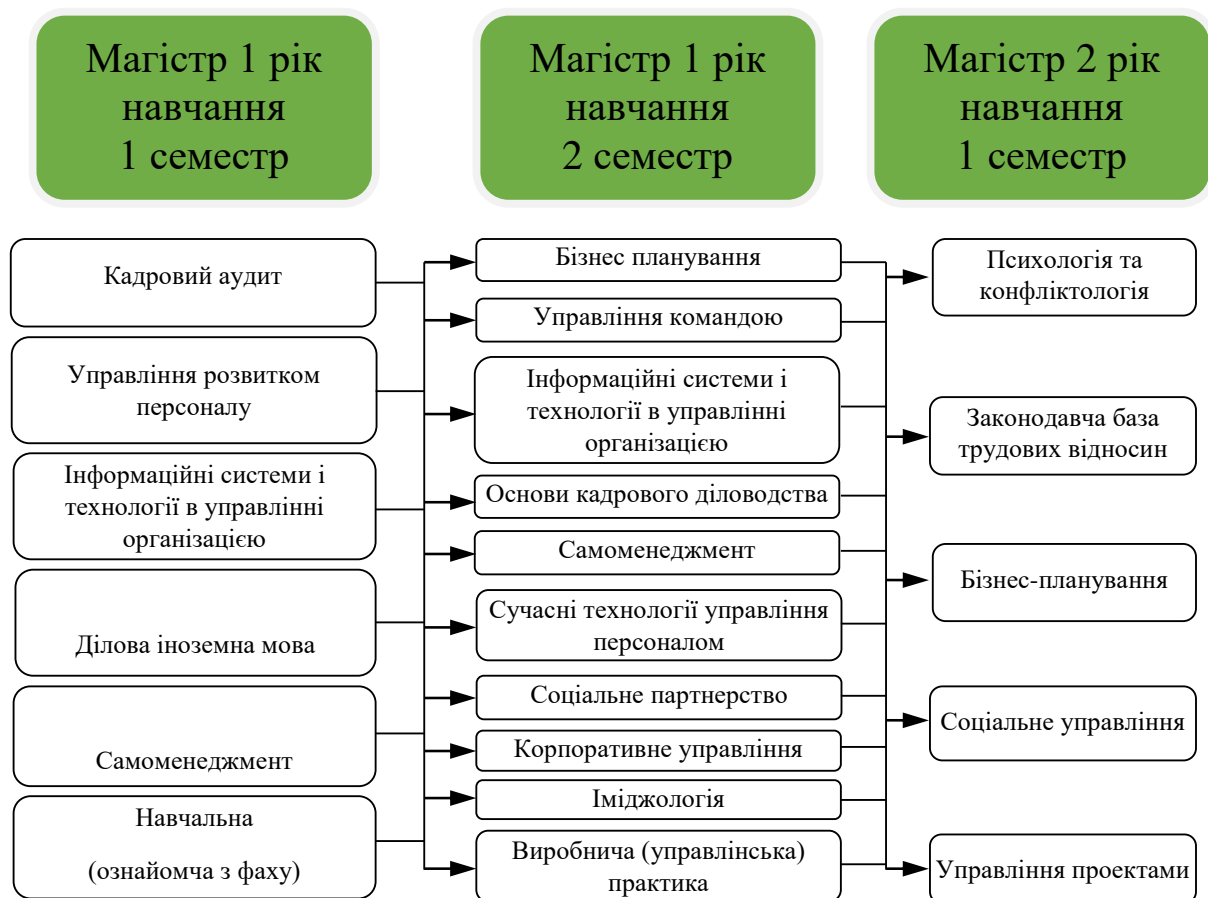 Магістр 1 рік
навчання
1 семестр
Магістр 1 рік
навчання
2 семестр
Магістр 2 рік
навчання
1 семестр
Кадровий аудит
Управління розвитком
персоналу
Інформаційні системи і
технології в управлінні
організацією
Ділова іноземна мова
Самоменеджмент
Навчальна
(ознайомча з фаху)
Бізнес планування
Управління командою
Інформаційні системи і
технології в управлінні
організацією
Основи кадрового діловодства
Самоменеджмент
Сучасні технології управління
персоналом
Соціальне партнерство
Корпоративне управління
Іміджологія
Виробнича (управлінська)
практика
Психологія та
конфліктологія
Законодавча база
трудових відносин
Бізнес-планування
Соціальне управління
Управління проектами